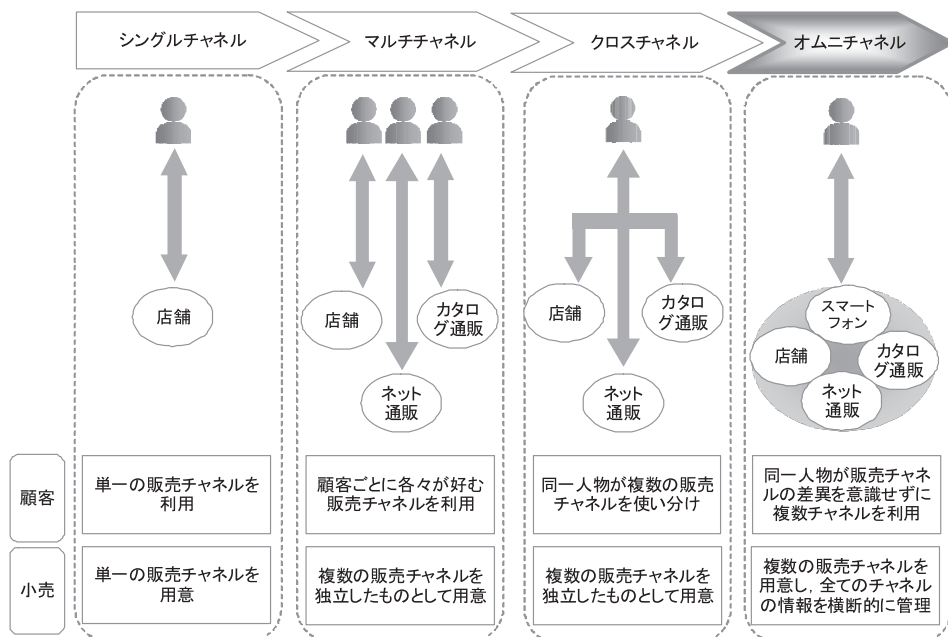 シングルチャネル
マルチチャネル
クロスチャネル
オムニチャネル
店舗
店舗
カタロ
グ通販
ネット
通販
店舗
カタロ
グ通販
ネット
通販
スマート
フォン
店舗
カタロ
グ通販
ネット
通販
顧客
単一の販売チャネルを
利用
顧客ごとに各々が好む
販売チャネルを利用
同一人物が複数の販売
チャネルを使い分け
同一人物が販売チャネ
ルの差異を意識せずに
複数チャネルを利用
小売
単一の販売チャネルを
用意
複数の販売チャネルを
独立したものとして用意
複数の販売チャネルを
独立したものとして用意
複数の販売チャネルを
用意し，全てのチャネル
の情報を横断的に管理